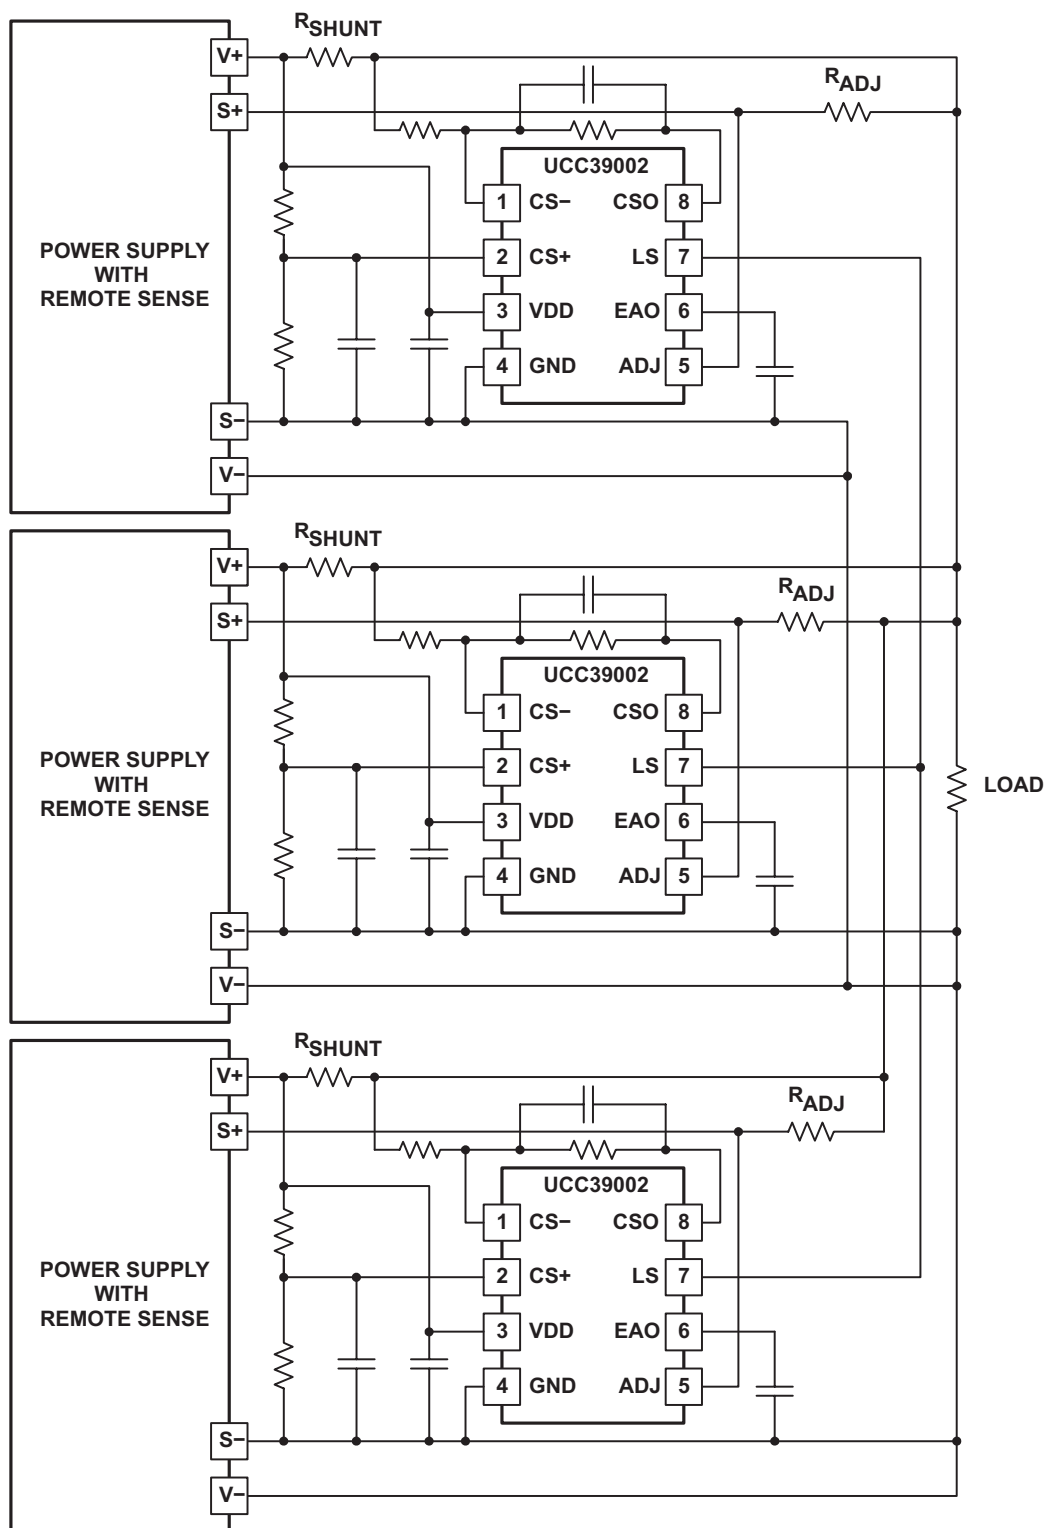 RSHUNT
V+
RADJ
S+
UCC39002
1 CS− CSO 8
POWER SUPPLY
WITH
REMOTE SENSE
2 CS+ LS 7
3 VDD EAO 6
4 GND ADJ 5
S−
V−
RSHUNT
V+
RADJ
S+
UCC39002
1 CS− CSO 8
POWER SUPPLY
WITH
REMOTE SENSE
2 CS+ LS 7
LOAD
3 VDD EAO 6
4 GND ADJ 5
S−
V−
RSHUNT
V+
RADJ
S+
UCC39002
1 CS− CSO 8
POWER SUPPLY
WITH
REMOTE SENSE
2 CS+ LS 7
3 VDD EAO 6
4 GND ADJ 5
S−
V−